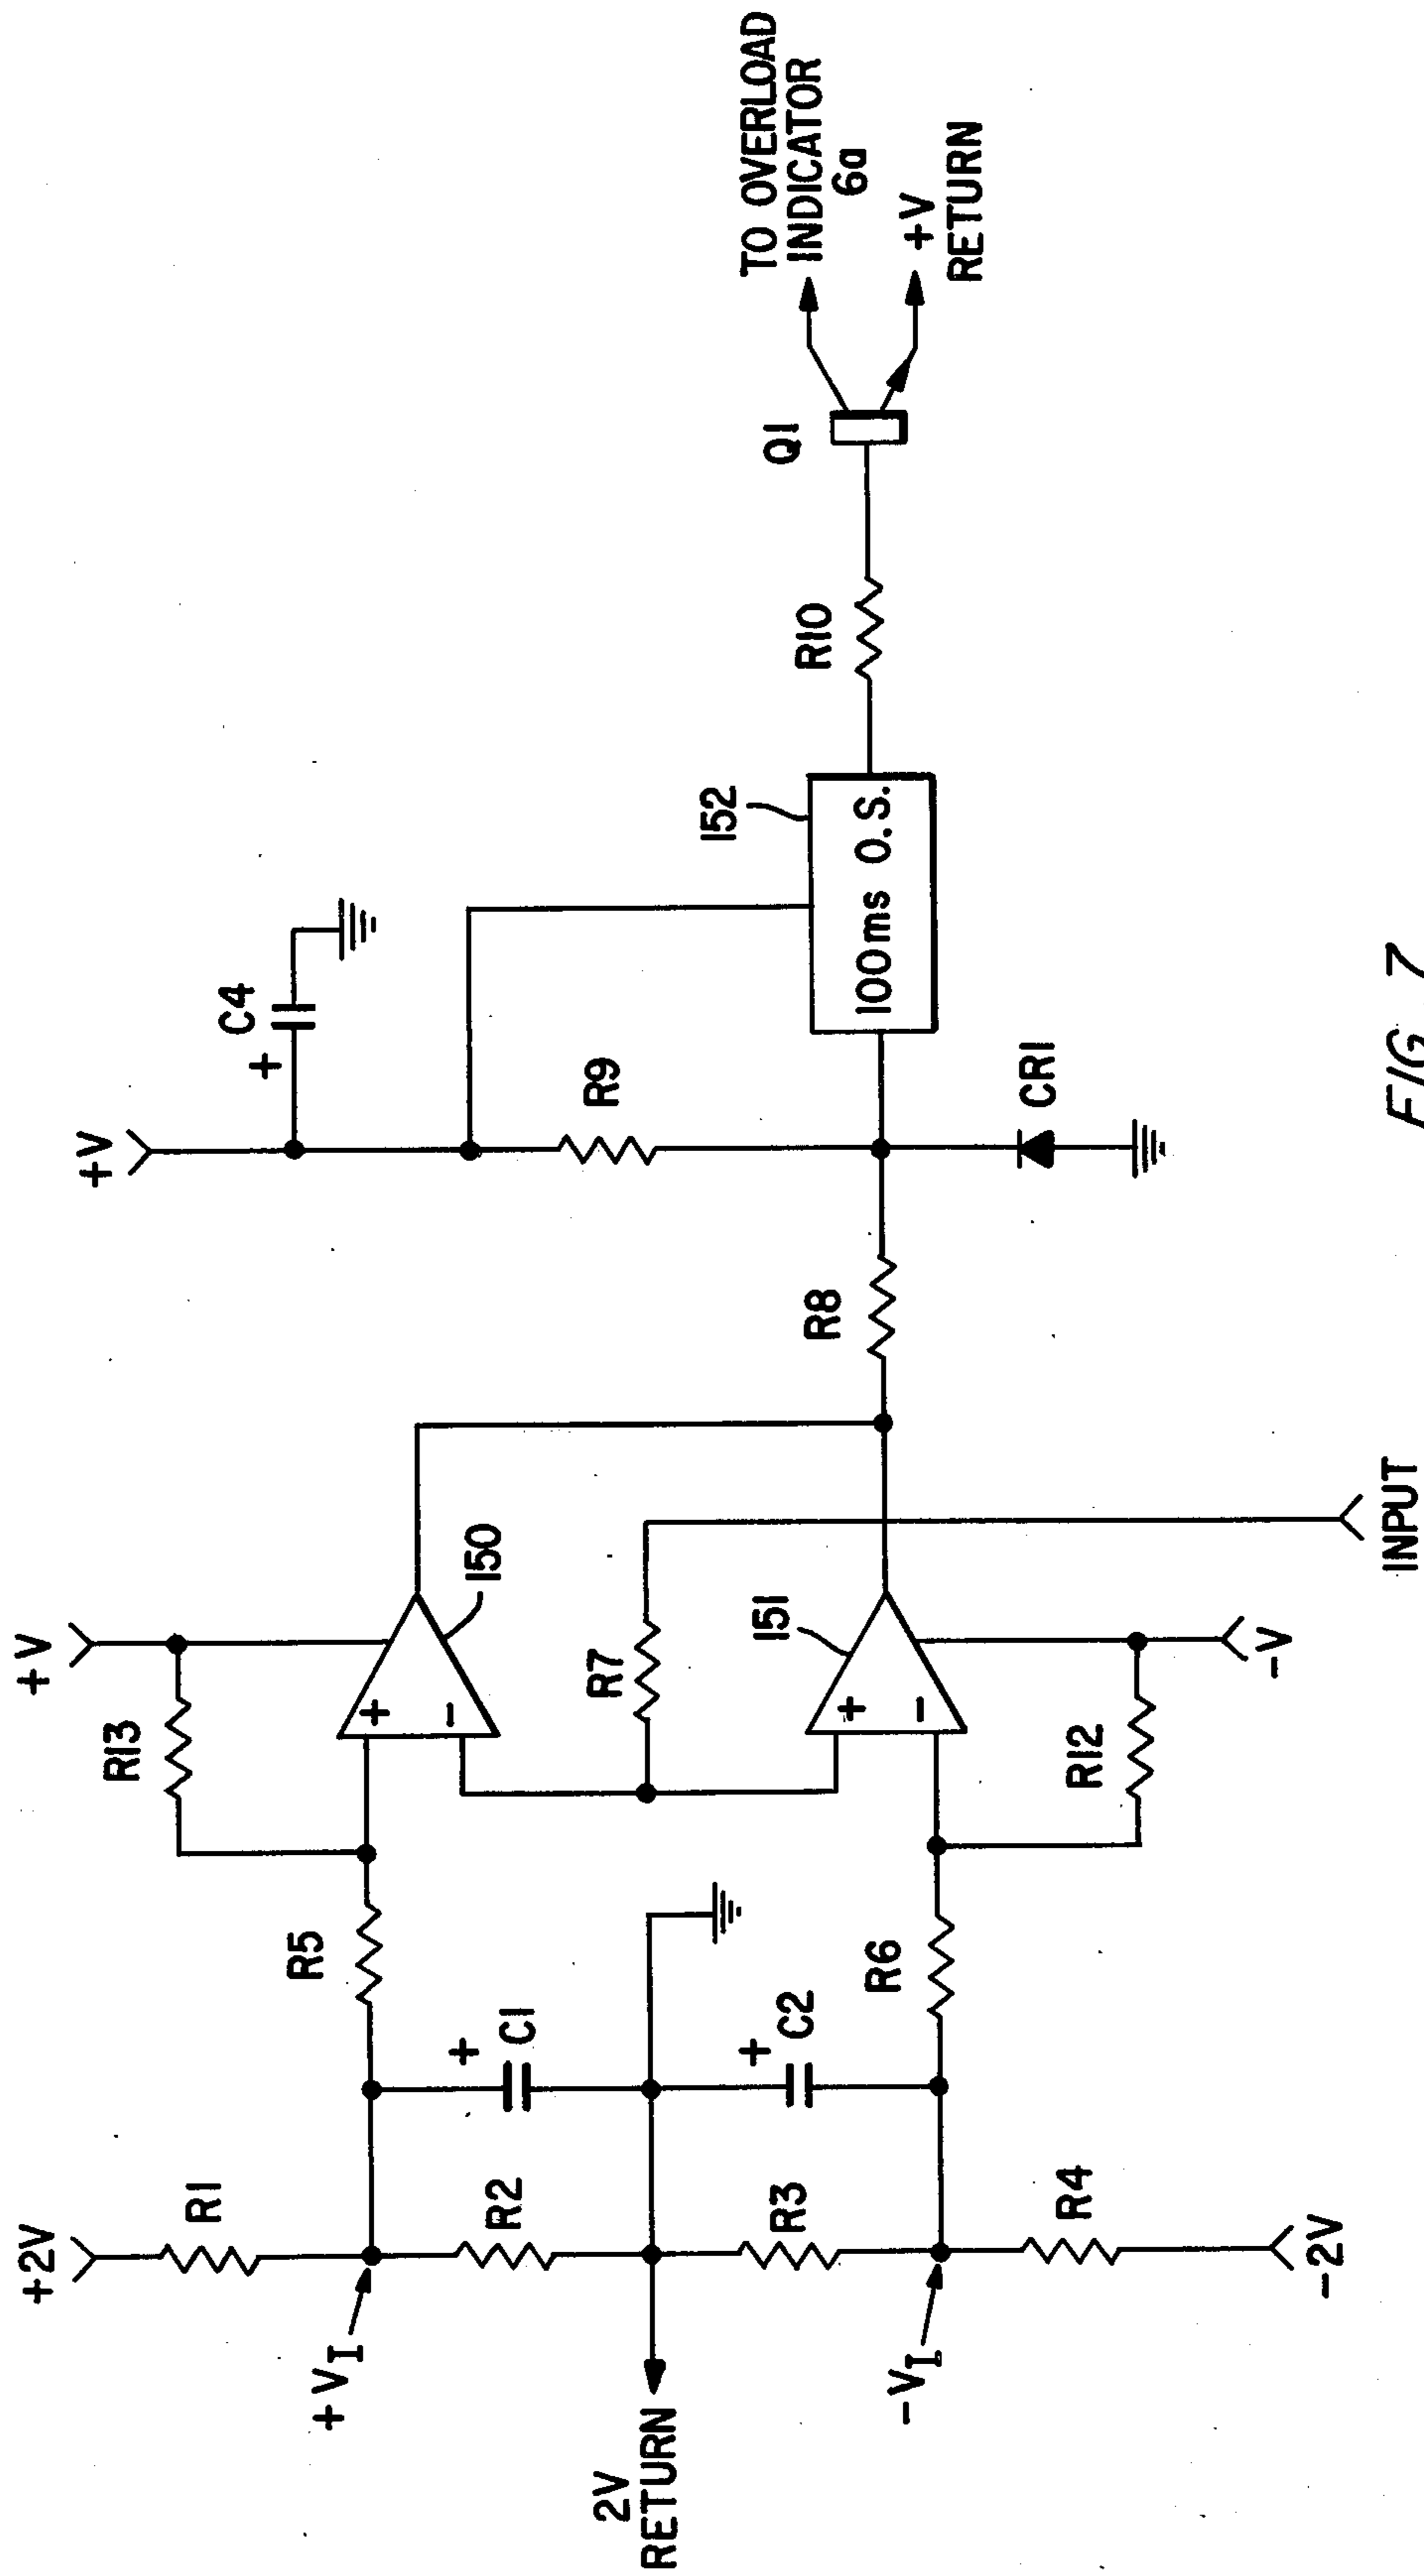 +2V
R1
+VI
R2
2V
RETURN
R3
-VI
R4
-2V
C1
+
C2
+
R5
R6
R13
+V
+
-
150
R7
151
+
-
R12
-V
INPUT
R8
+V
C4
+
R9
CR1
152
100ms O.S.
R10
Q1
TO OVERLOAD
INDICATOR
6a
+V
RETURN
FIG. 7